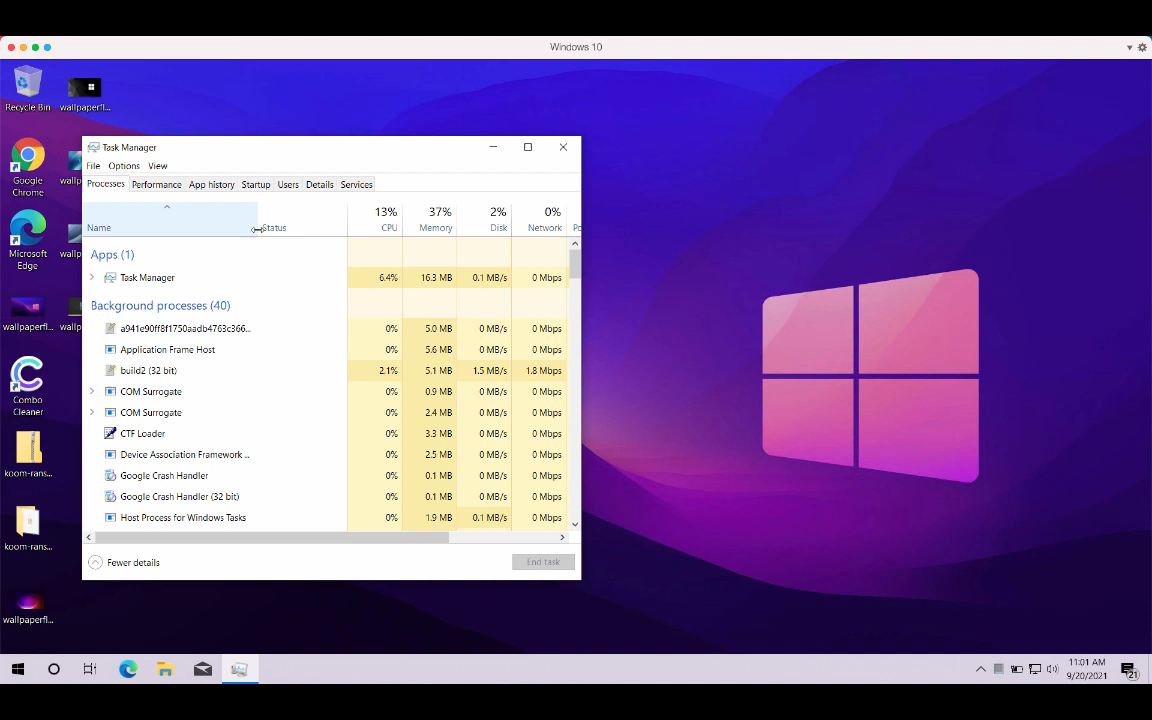 Windows 10
Recycle Bin
wallpaperfl...
Google
Chrome
wallp
Microsoft
Edge
wallp
wallpaperfl...
wallp
Combo
Cleaner
koom-rans...
koom-rans...
wallpaperfl...
Task Manager
File Options View
Processes Performance App history Startup Users Details Services
13% 37% 2% 0%
Name Status CPU Memory Disk Network Po
Apps (1)
Task Manager 6.4% 16.3 MB 0.1 MB/s 0 Mbps
Background processes (40)
a941e90ff8f1750aadb4763c366... 0% 5.0 MB 0 MB/s 0 Mbps
Application Frame Host 0% 5.6 MB 0 MB/s 0 Mbps
build2 (32 bit) 2.1% 5.1 MB 1.5 MB/s 1.8 Mbps
COM Surrogate 0% 0.9 MB 0 MB/s 0 Mbps
COM Surrogate 0% 2.4 MB 0 MB/s 0 Mbps
CTF Loader 0% 3.3 MB 0 MB/s 0 Mbps
Device Association Framework ... 0% 2.5 MB 0 MB/s 0 Mbps
Google Crash Handler 0% 0.1 MB 0 MB/s 0 Mbps
Google Crash Handler (32 bit) 0% 0.1 MB 0 MB/s 0 Mbps
Host Process for Windows Tasks 0% 1.9 MB 0.1 MB/s 0 Mbps
Fewer details End task
11:01 AM
9/20/2021
21